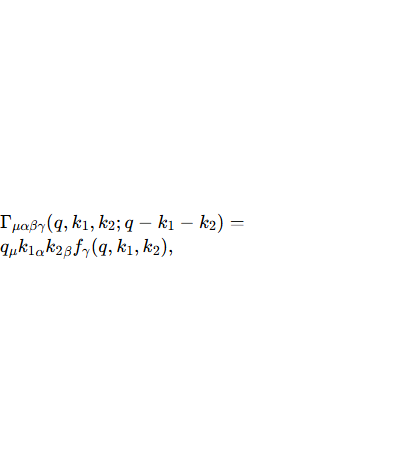 Γ_{μαβγ}(q, k_1, k_2; q − k_1 − k_2) =
q_μ k_{1α} k_{2β} f_γ(q, k_1, k_2),